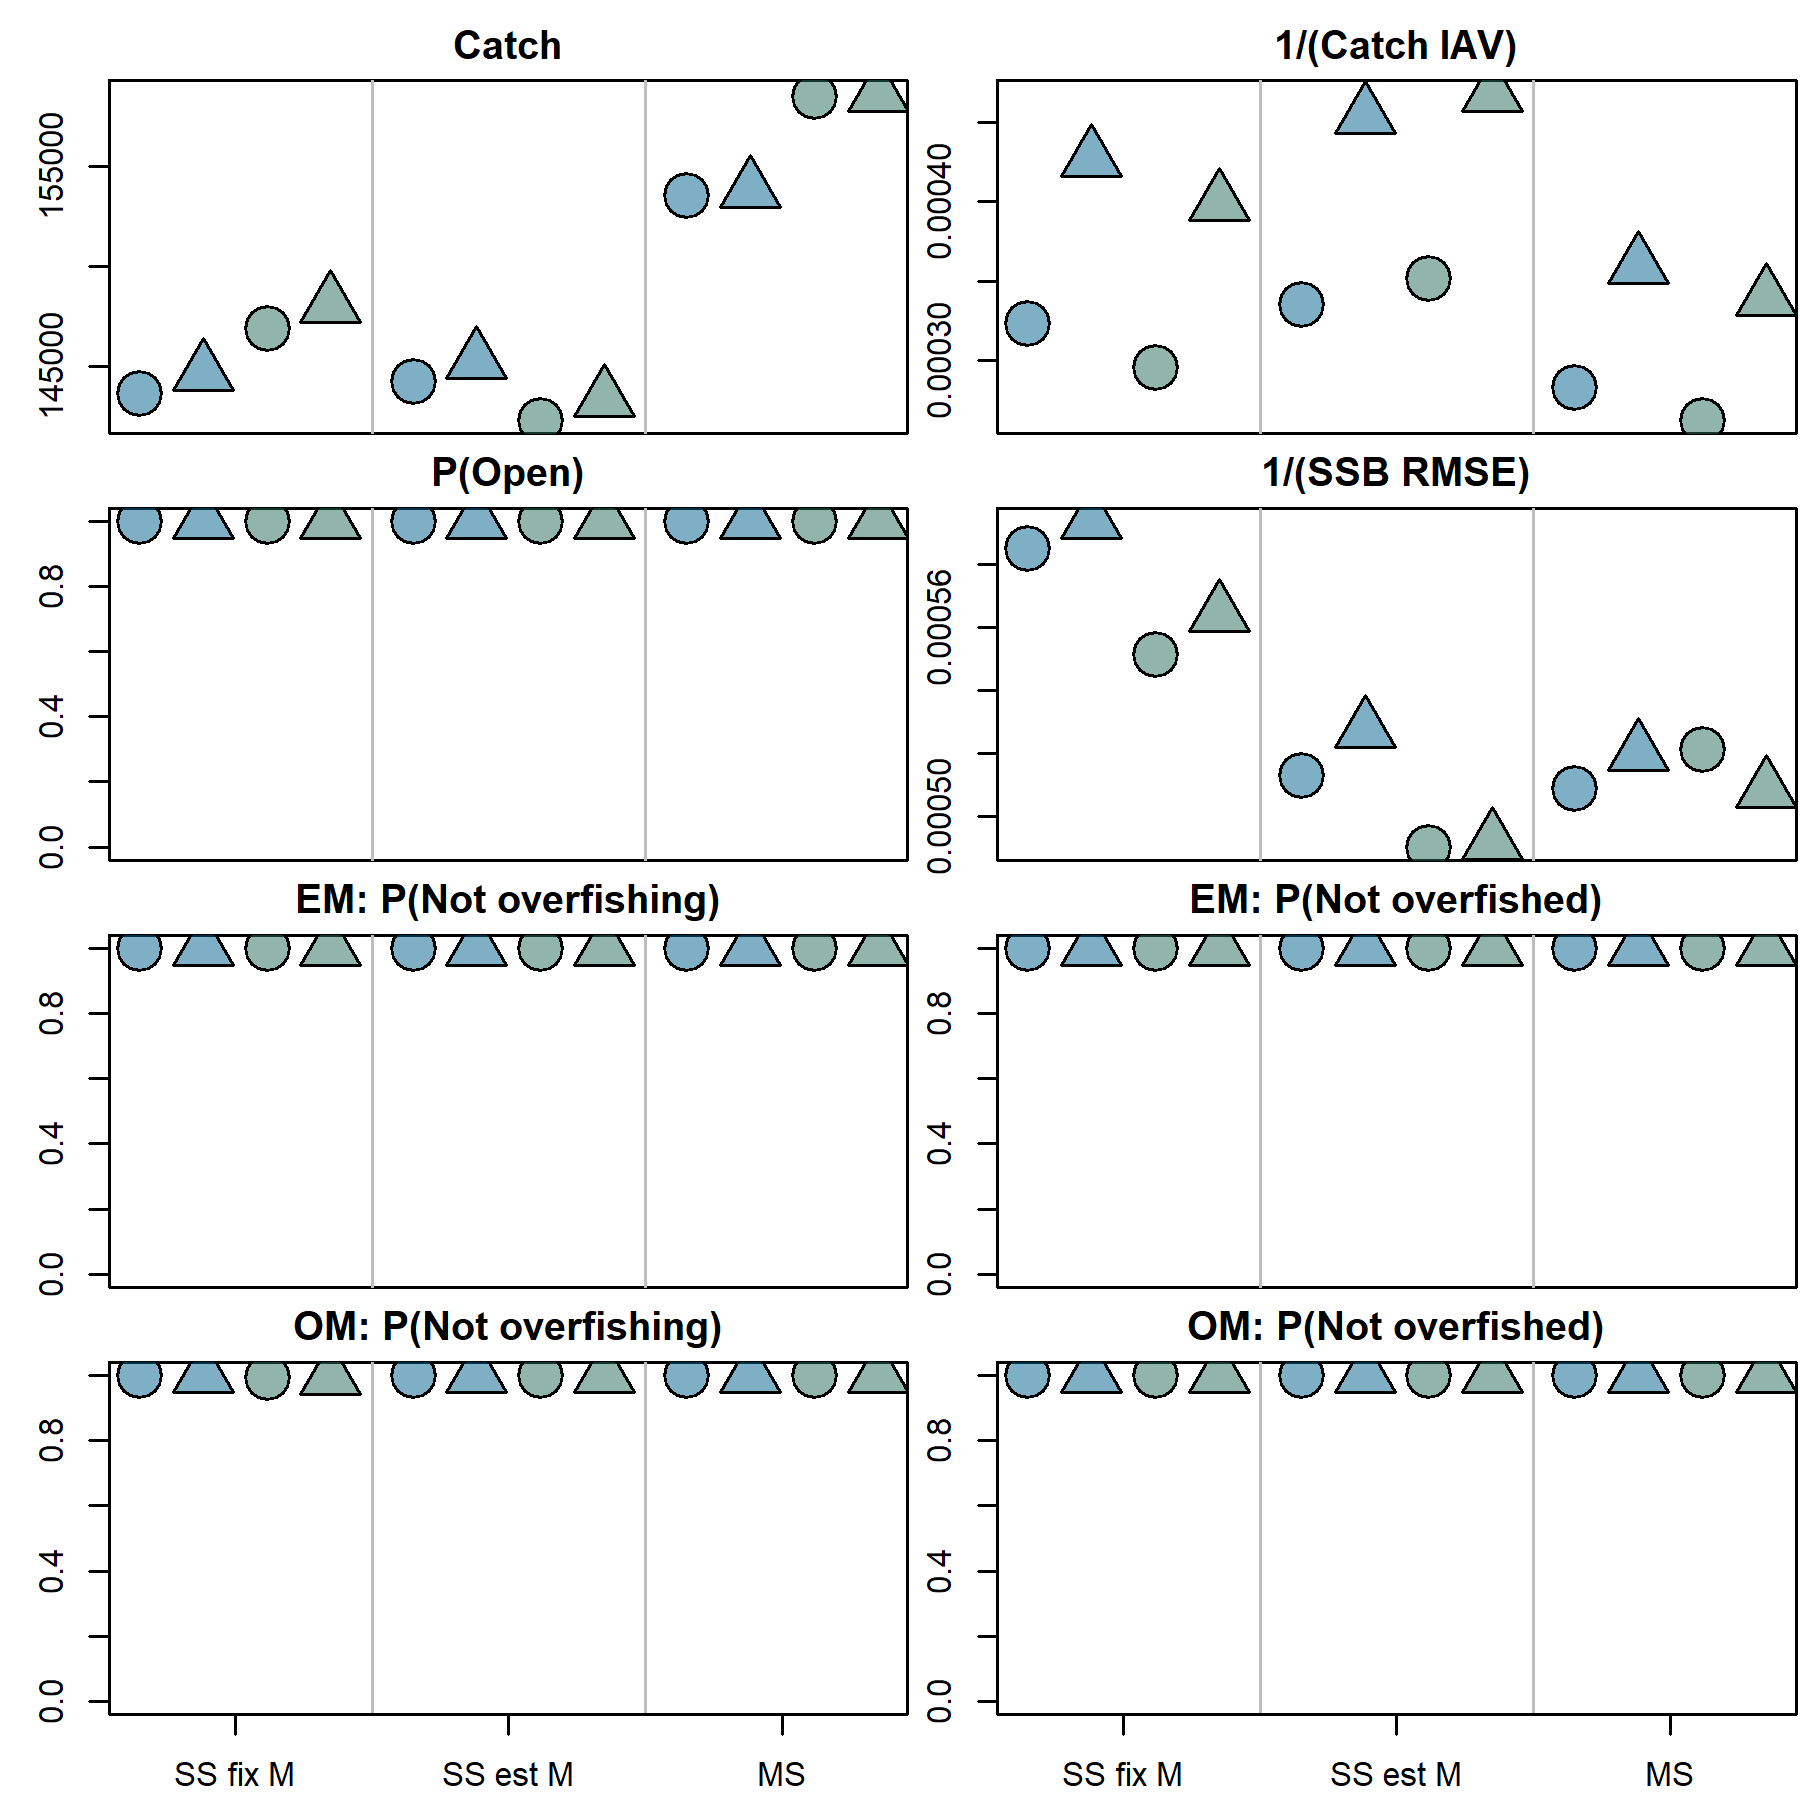 Catch
1/(Catch IAV)
155000
145000
0.00040
0.00030
P(Open)
1/(SSB RMSE)
0.8
0.4
0.0
0.00056
0.00050
EM: P(Not overfishing)
EM: P(Not overfished)
0.8
0.4
0.0
0.8
0.4
0.0
OM: P(Not overfishing)
OM: P(Not overfished)
0.8
0.4
0.0
0.8
0.4
0.0
SS fix M
SS est M
MS
SS fix M
SS est M
MS